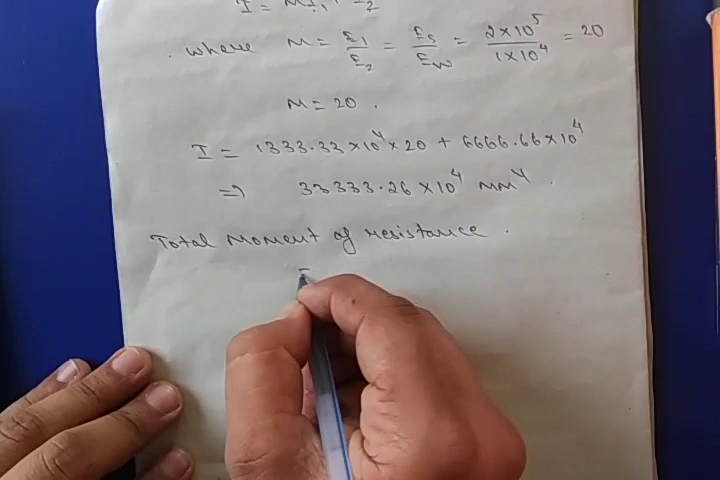 where M = E1/E2 = Es/Ew = 2×10^5/1×10^4 = 20
M = 20 .
I = 1333.33×10^4×20 + 6666.66×10^4
=> 33333.26×10^4 MM^4 .
Total Moment of resistance .